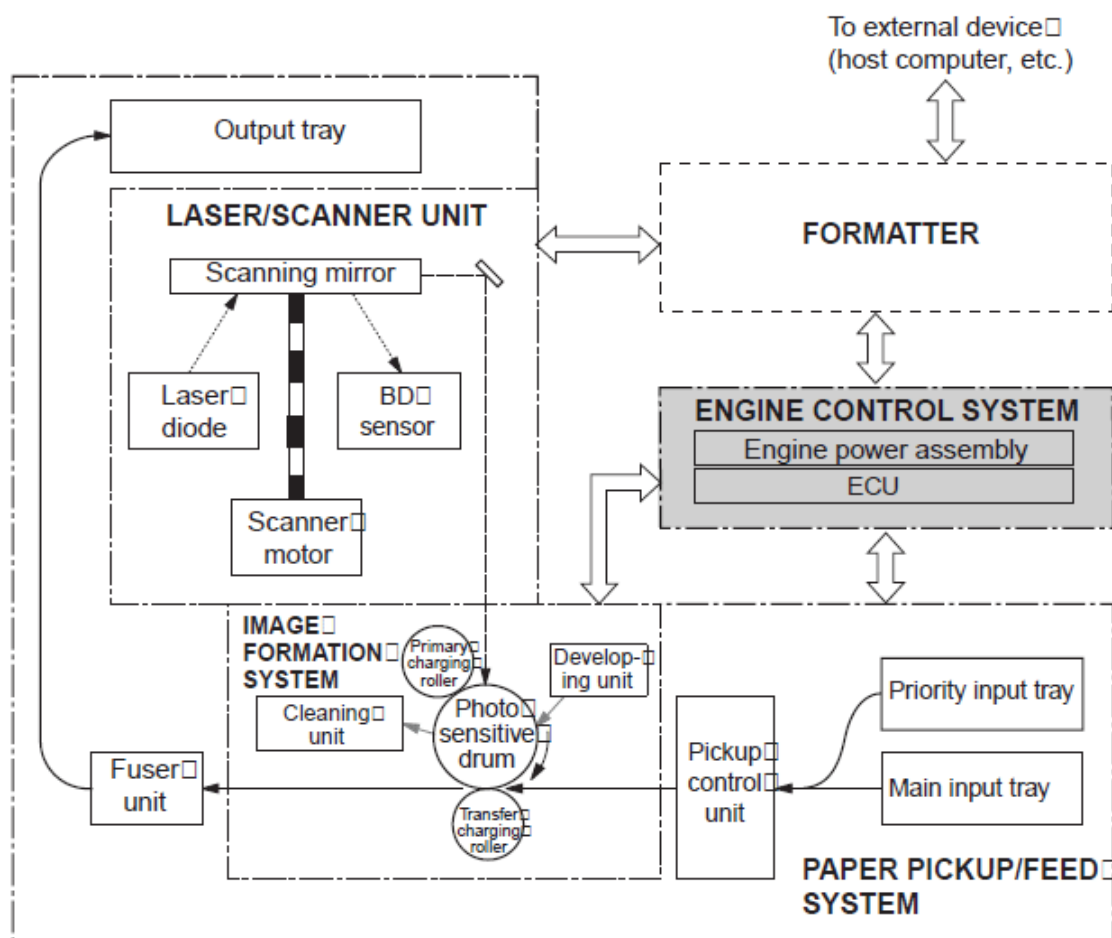 To external device□
(host computer, etc.)
Output tray
LASER/SCANNER UNIT
FORMATTER
Scanning mirror
Laser□
diode
BD□
sensor
ENGINE CONTROL SYSTEM
Engine power assembly
ECU
Scanner□
motor
IMAGE□
FORMATION□
SYSTEM
Primary□
charging□
roller
Develop-□
ing unit
Cleaning□
unit
Photo□
sensitive□
drum
Priority input tray
Pickup□
control□
unit
Main input tray
Fuser□
unit
Transfer□
charging□
roller
PAPER PICKUP/FEED□
SYSTEM